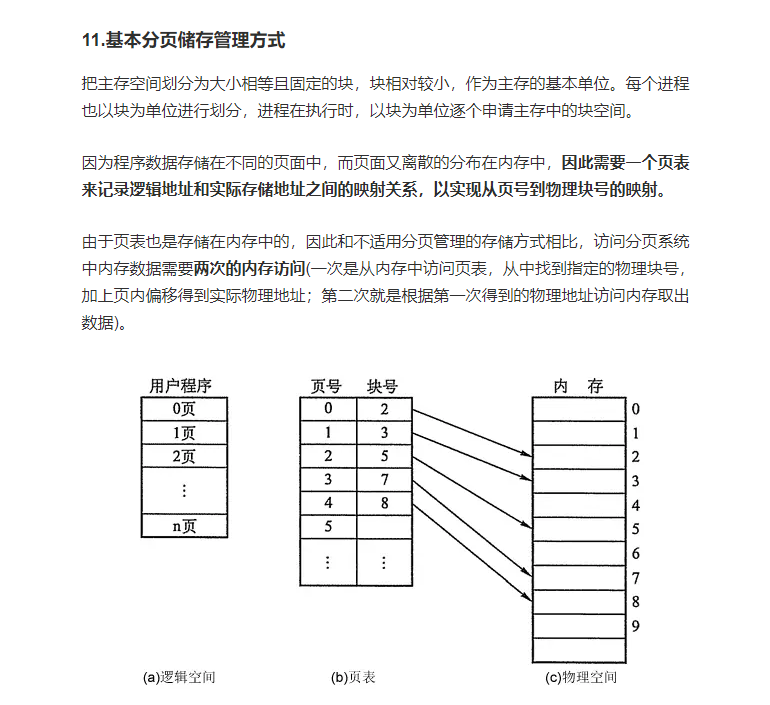 11.基本分页储存管理方式
把主存空间划分为大小相等且固定的块，块相对较小，作为主存的基本单位。每个进程
也以块为单位进行划分，进程在执行时，以块为单位逐个申请主存中的块空间。
因为程序数据存储在不同的页面中，而页面又离散的分布在内存中，因此需要一个页表
来记录逻辑地址和实际存储地址之间的映射关系，以实现从页号到物理块号的映射。
由于页表也是存储在内存中的，因此和不适用分页管理的存储方式相比，访问分页系统
中内存数据需要两次的内存访问(一次是从内存中访问页表，从中找到指定的物理块号，
加上页内偏移得到实际物理地址；第二次就是根据第一次得到的物理地址访问内存取出
数据)。
用户程序
0页
1页
2页
⋮
n页
(a)逻辑空间
页号 块号
0 2
1 3
2 5
3 7
4 8
5
⋮ ⋮
(b)页表
内 存
0
1
2
3
4
5
6
7
8
9
(c)物理空间